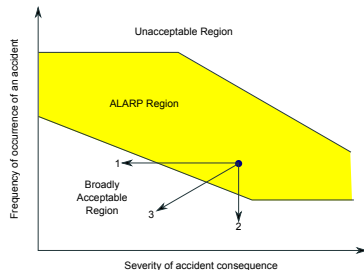 Unacceptable Region
ALARP Region
Frequency of occurrence of an accident
1
Broadly
Acceptable
Region
3
2
Severity of accident consequence